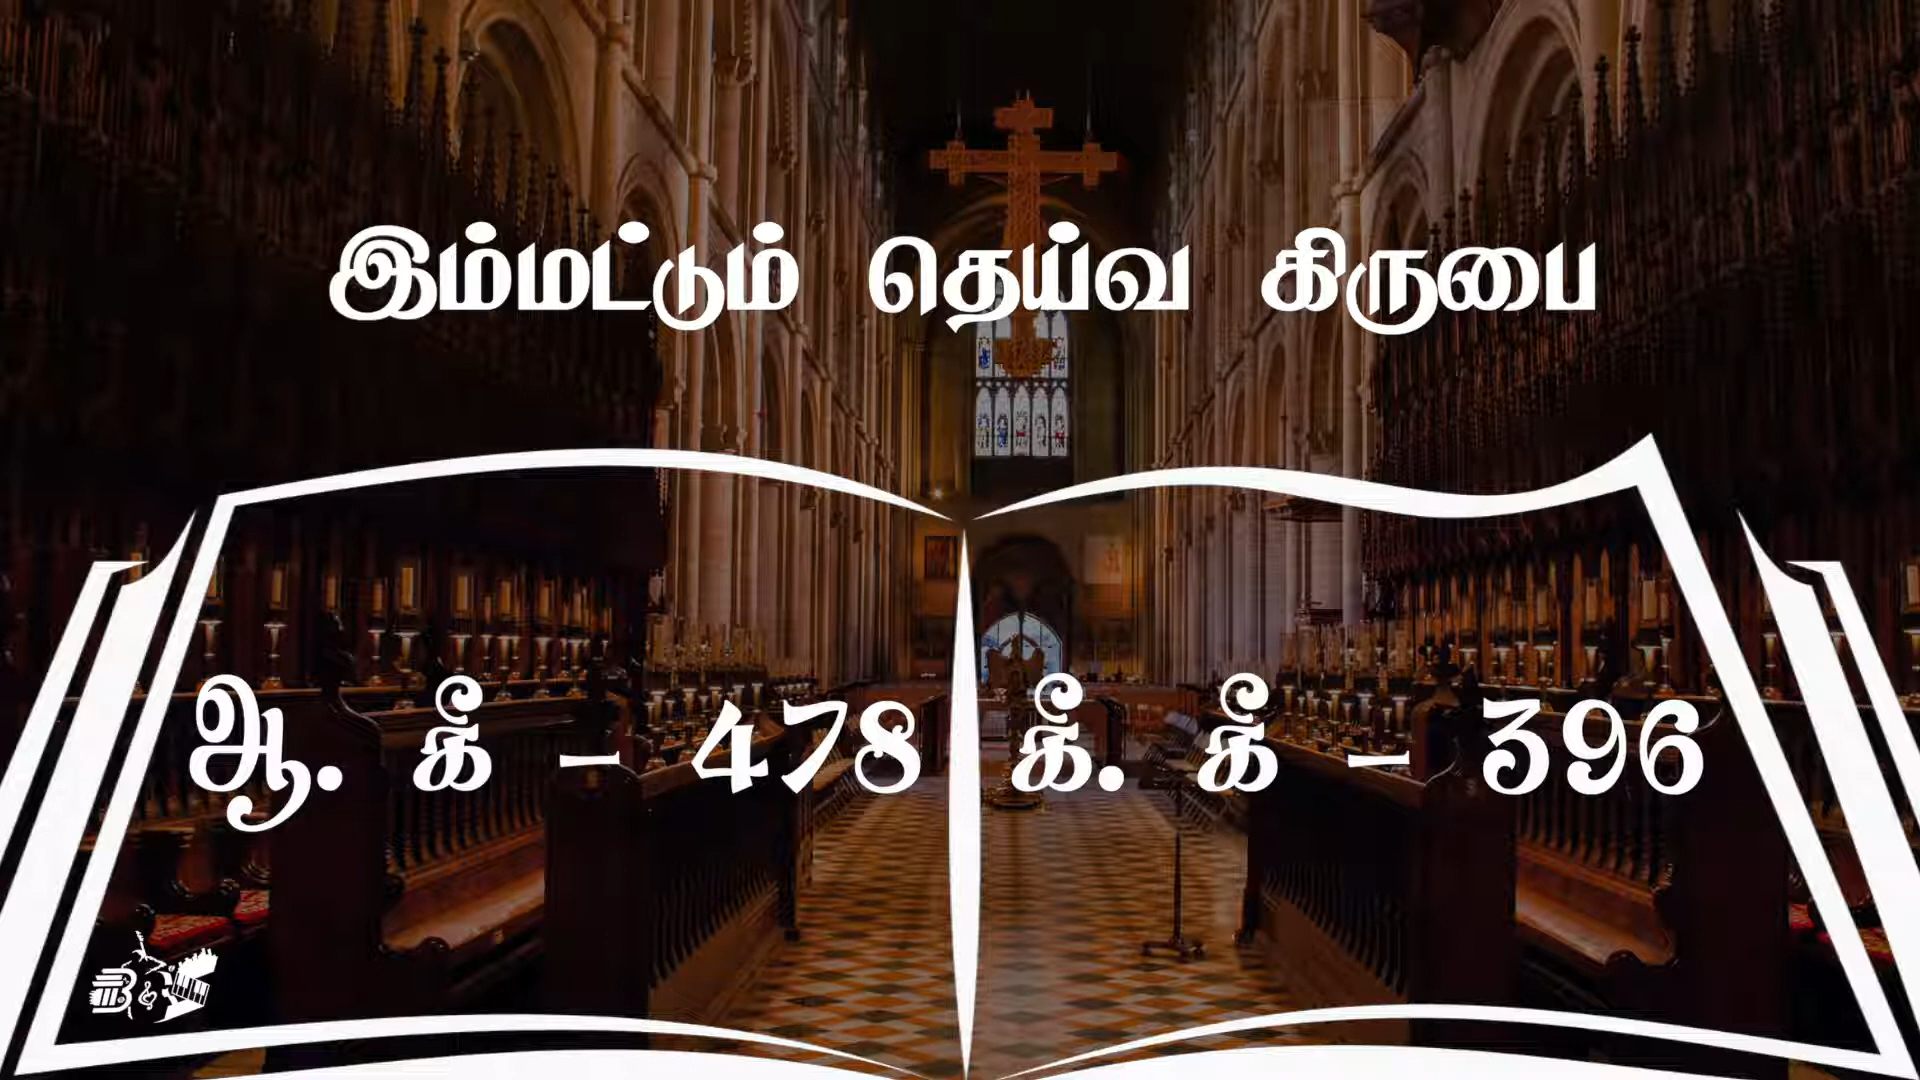 இம்மட்டும் தெய்வ கிருபை
ஆ. கீ - 478
கீ. கீ - 396